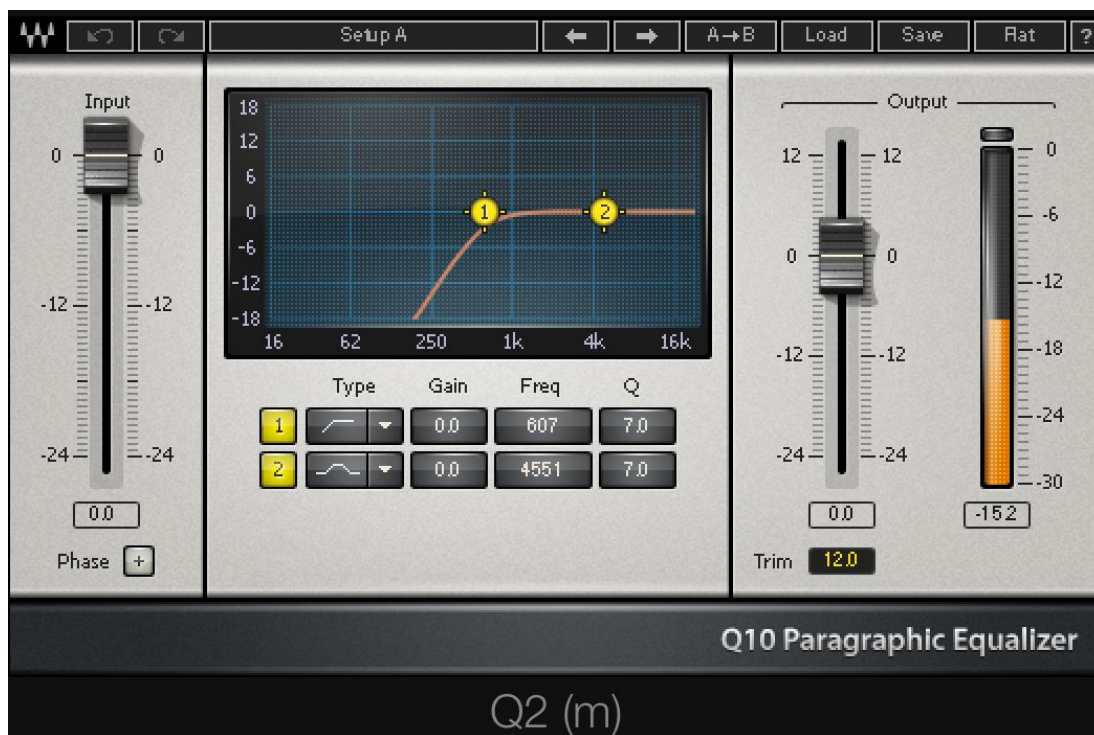 Setup A A→B Load Save Flat ?
Input
0 0
-12 -12
-24 -24
0.0
Phase +
18
12
6
0
-6
-12
-18
16 62 250 1k 4k 16k
1 2
Type Gain Freq Q
1 0.0 607 7.0
2 0.0 4551 7.0
Output
12 12
0 0
-12 -12
-24 -24
0.0
Trim 12.0
0
-6
-12
-18
-24
-30
-15.2
Q10 Paragraphic Equalizer
Q2 (m)